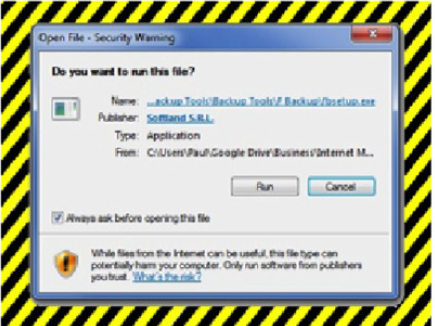 Open File - Security Warning
Do you want to run this file?
Name: ...ackup Tools\Backup Tools\F Backup\fbsetup.exe
Publisher: Softland S.R.L.
Type: Application
From: C:\Users\Paul\Google Drive\Business\Internet M...
Run Cancel
Always ask before opening this file
While files from the Internet can be useful, this file type can
potentially harm your computer. Only run software from publishers
you trust. What's the risk?